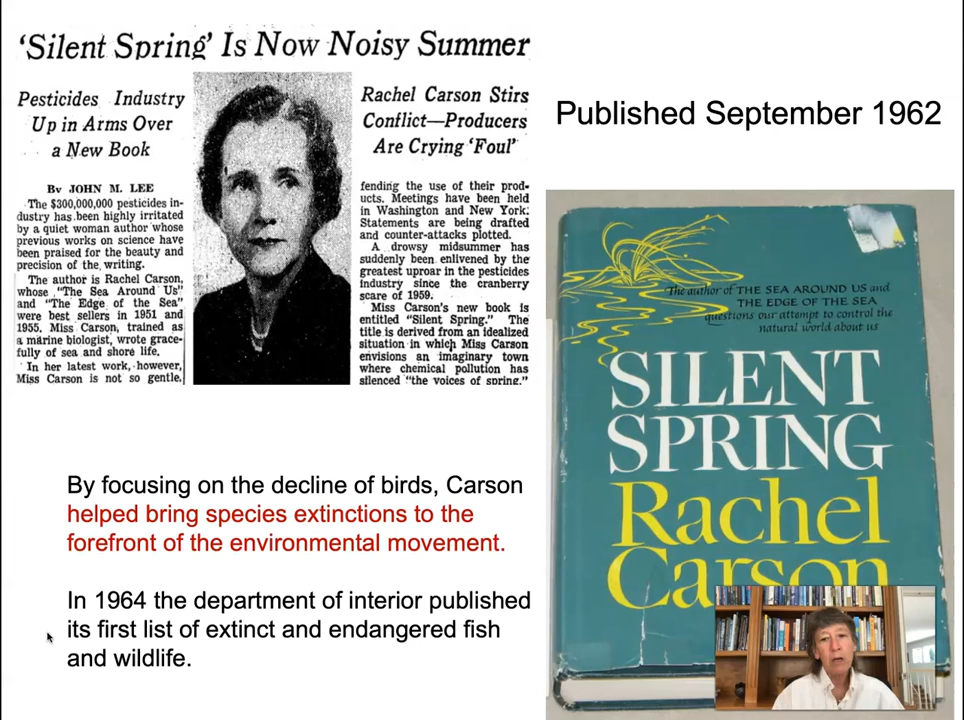 ‘Silent Spring’ Is Now Noisy Summer
Pesticides Industry
Up in Arms Over
a New Book
Rachel Carson Stirs
Conflict—Producers
Are Crying ‘Foul’
By JOHN M. LEE
The $300,000,000 pesticides in-
dustry has been highly irritated
by a quiet woman author whose
previous works on science have
been praised for the beauty and
precision of the writing.
The author is Rachel Carson,
whose "The Sea Around Us"
and "The Edge of the Sea"
were best sellers in 1951 and
1955. Miss Carson, trained as
a marine biologist, wrote grace-
fully of sea and shore life.
In her latest work, however,
Miss Carson is not so gentle.
fending the use of their prod-
ucts. Meetings have been held
in Washington and New York.
Statements are being drafted
and counter-attacks plotted.
A drowsy midsummer has
suddenly been enlivened by the
greatest uproar in the pesticides
industry since the cranberry
scare of 1959.
Miss Carson's new book is
entitled "Silent Spring." The
title is derived from an idealized
situation in which Miss Carson
envisions an imaginary town
where chemical pollution has
silenced "the voices of spring."
Published September 1962
The author of THE SEA AROUND US and
THE EDGE OF THE SEA
questions our attempt to control the
natural world about us
SILENT
SPRING
Rachel
Carson
By focusing on the decline of birds, Carson
helped bring species extinctions to the
forefront of the environmental movement.
In 1964 the department of interior published
its first list of extinct and endangered fish
and wildlife.